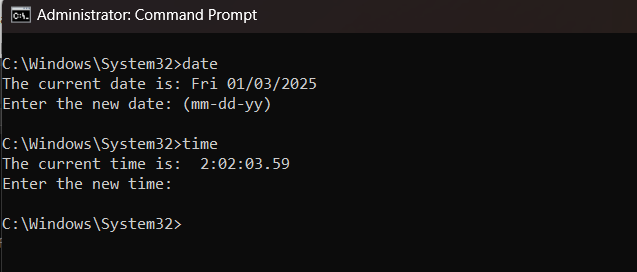 Administrator: Command Prompt
C:\Windows\System32>date
The current date is: Fri 01/03/2025
Enter the new date: (mm-dd-yy)
C:\Windows\System32>time
The current time is:  2:02:03.59
Enter the new time:
C:\Windows\System32>